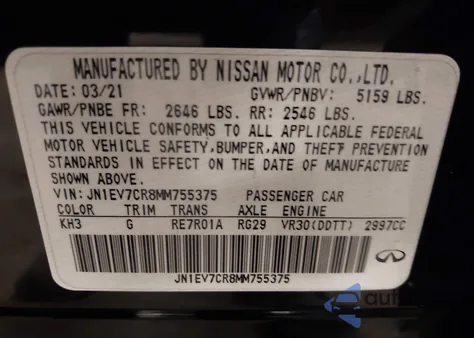 MANUFACTURED BY NISSAN MOTOR CO.,LTD.
DATE: 03/21 GVWR/PNBV: 5159 LBS.
GAWR/PNBE FR: 2646 LBS. RR: 2546 LBS.
THIS VEHICLE CONFORMS TO ALL APPLICABLE FEDERAL
MOTOR VEHICLE SAFETY,BUMPER,AND THEFT PREVENTION
STANDARDS IN EFFECT ON THE DATE OF MANUFACTURE
SHOWN ABOVE.
VIN: JN1EV7CR8MM755375 PASSENGER CAR
COLOR TRIM TRANS AXLE ENGINE
KH3 G RE7R01A RG29 VR30(DDTT) 2997CC
JN1EV7CR8MM755375